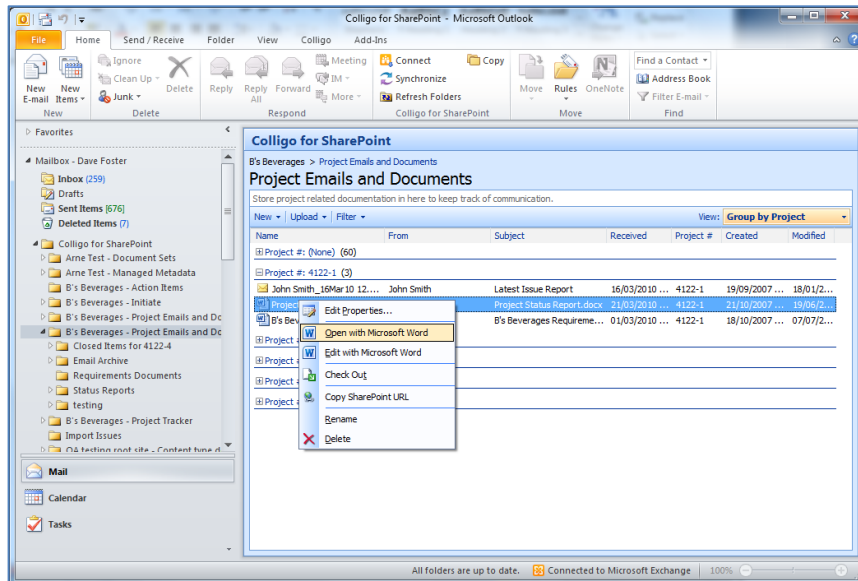 Colligo for SharePoint - Microsoft Outlook
File Home Send / Receive Folder View Colligo Add-Ins
New E-mail
New Items
New
Ignore
Clean Up
Junk
Delete
Delete
Reply
Reply All
Forward
Meeting
IM
More
Respond
Connect
Copy
Synchronize
Refresh Folders
Colligo for SharePoint
Move
Rules
OneNote
Move
Find a Contact
Address Book
Filter E-mail
Find
Favorites
Mailbox - Dave Foster
Inbox (259)
Drafts
Sent Items [676]
Deleted Items (7)
Colligo for SharePoint
Arne Test - Document Sets
Arne Test - Managed Metadata
B's Beverages - Action Items
B's Beverages - Initiate
B's Beverages - Project Emails and Dc
B's Beverages - Project Emails and Dc
Closed Items for 4122-4
Email Archive
Requirements Documents
Status Reports
testing
B's Beverages - Project Tracker
Import Issues
QA testing root site - Content type d
Mail
Calendar
Tasks
Colligo for SharePoint
B's Beverages > Project Emails and Documents
Project Emails and Documents
Store project related documentation in here to keep track of communication.
New Upload Filter View: Group by Project
Name From Subject Received Project # Created Modified
Project #: (None) (60)
Project #: 4122-1 (3)
John Smith_16Mar10 12.... John Smith Latest Issue Report 16/03/2010 ... 4122-1 19/09/2007 ... 18/01/2...
Project Project Status Report.docx 21/03/2010 ... 4122-1 21/10/2007 ... 19/06/2...
B's Bev B's Beverages Requireme... 01/03/2010 ... 4122-1 18/10/2007 ... 07/07/2...
Project
Project
Project
Project
Edit Properties...
Open with Microsoft Word
Edit with Microsoft Word
Check Out
Copy SharePoint URL
Rename
Delete
All folders are up to date. Connected to Microsoft Exchange 100%